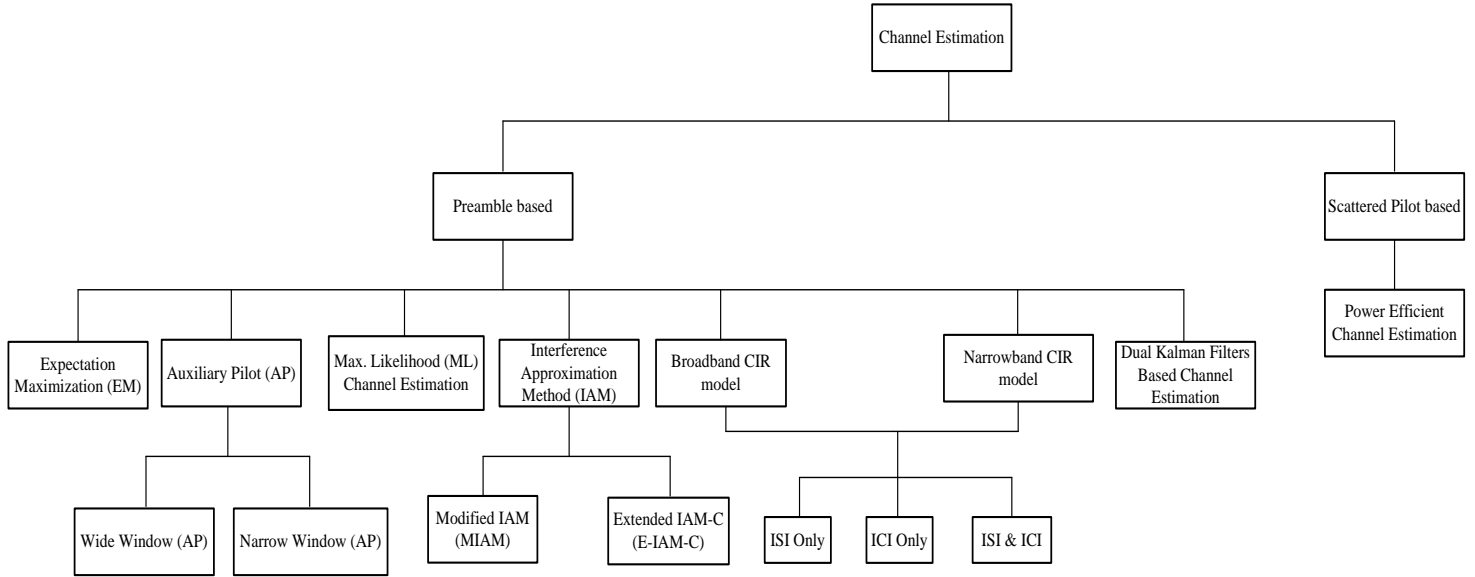 Channel Estimation
Preamble based
Scattered Pilot based
Expectation
Maximization (EM)
Auxiliary Pilot (AP)
Max. Likelihood (ML)
Channel Estimation
Interference
Approximation
Method (IAM)
Broadband CIR
model
Narrowband CIR
model
Dual Kalman Filters
Based Channel
Estimation
Power Efficient
Channel Estimation
Wide Window (AP)
Narrow Window (AP)
Modified IAM
(MIAM)
Extended IAM-C
(E-IAM-C)
ISI Only
ICI Only
ISI & ICI